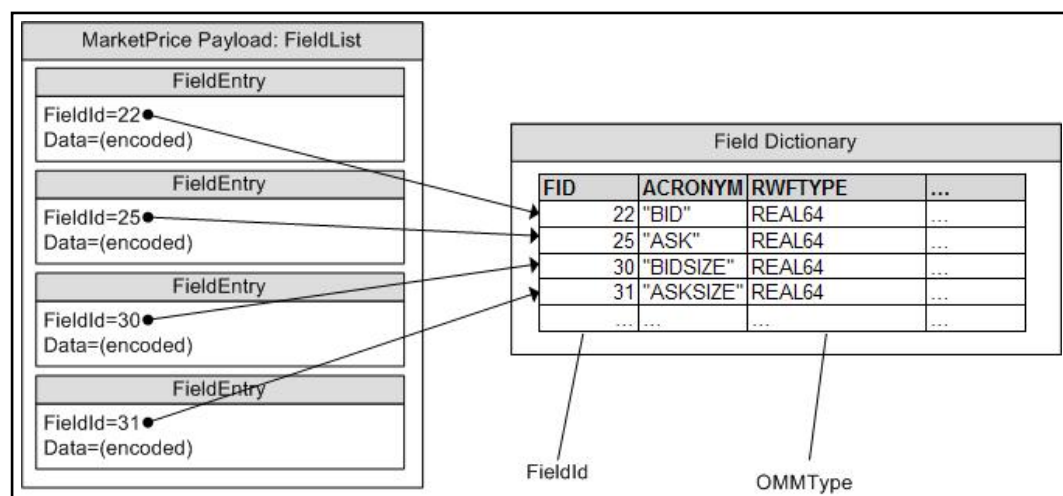 MarketPrice Payload: FieldList
FieldEntry
FieldId=22
Data=(encoded)
FieldEntry
FieldId=25
Data=(encoded)
FieldEntry
FieldId=30
Data=(encoded)
FieldEntry
FieldId=31
Data=(encoded)
Field Dictionary
FID ACRONYM RWFTYPE ...
22 "BID" REAL64 ...
25 "ASK" REAL64 ...
30 "BIDSIZE" REAL64 ...
31 "ASKSIZE" REAL64 ...
... ... ... ...
FieldId
OMMType